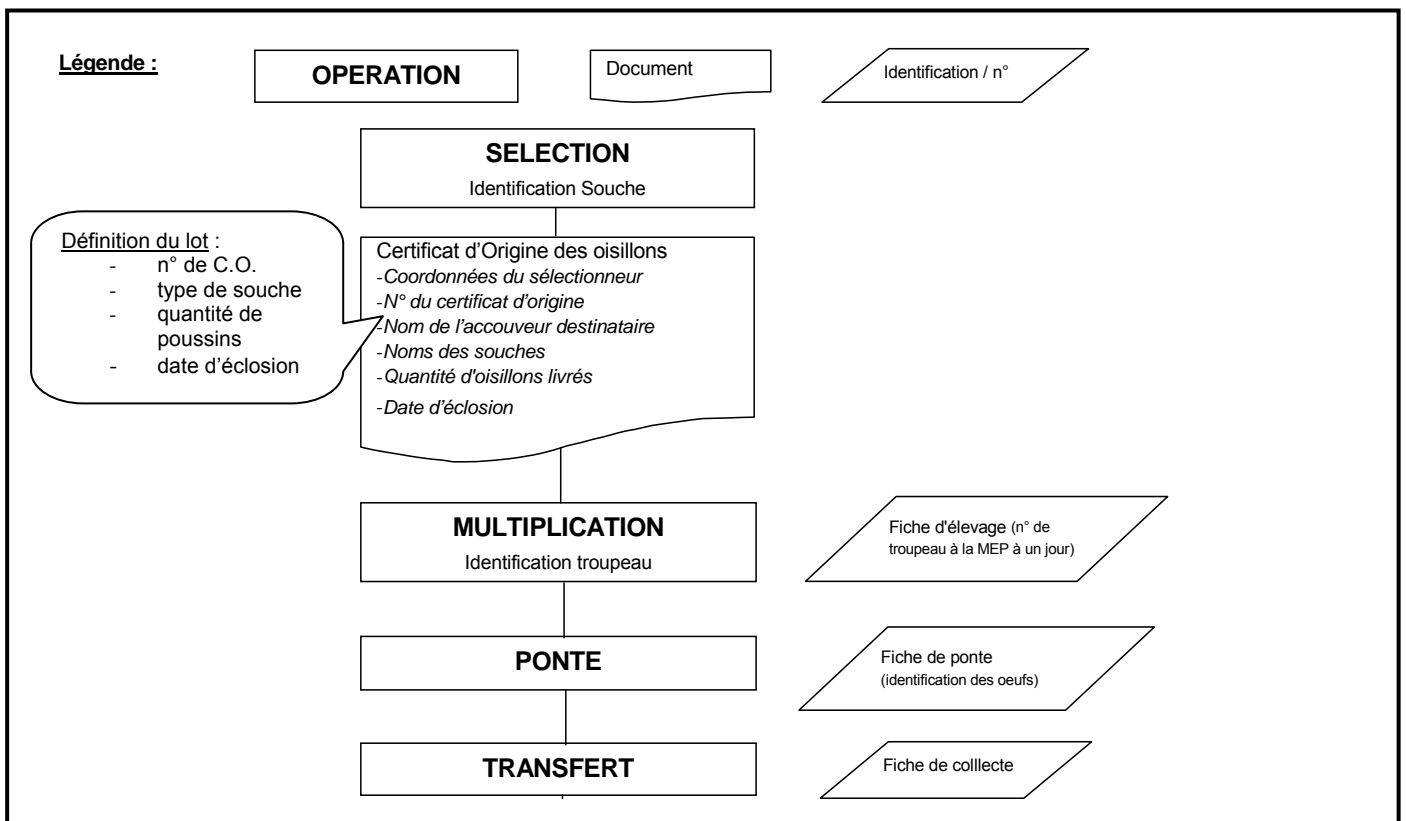 Légende :
OPERATION
Document
Identification / n°
SELECTION
Identification Souche
Définition du lot :
- n° de C.O.
- type de souche
- quantité de
poussins
- date d'éclosion
Certificat d'Origine des oisillons
-Coordonnées du sélectionneur
-N° du certificat d'origine
-Nom de l'accouveur destinataire
-Noms des souches
-Quantité d'oisillons livrés
-Date d'éclosion
MULTIPLICATION
Identification troupeau
Fiche d'élevage (n° de
troupeau à la MEP à un jour)
PONTE
Fiche de ponte
(identification des oeufs)
TRANSFERT
Fiche de colllecte